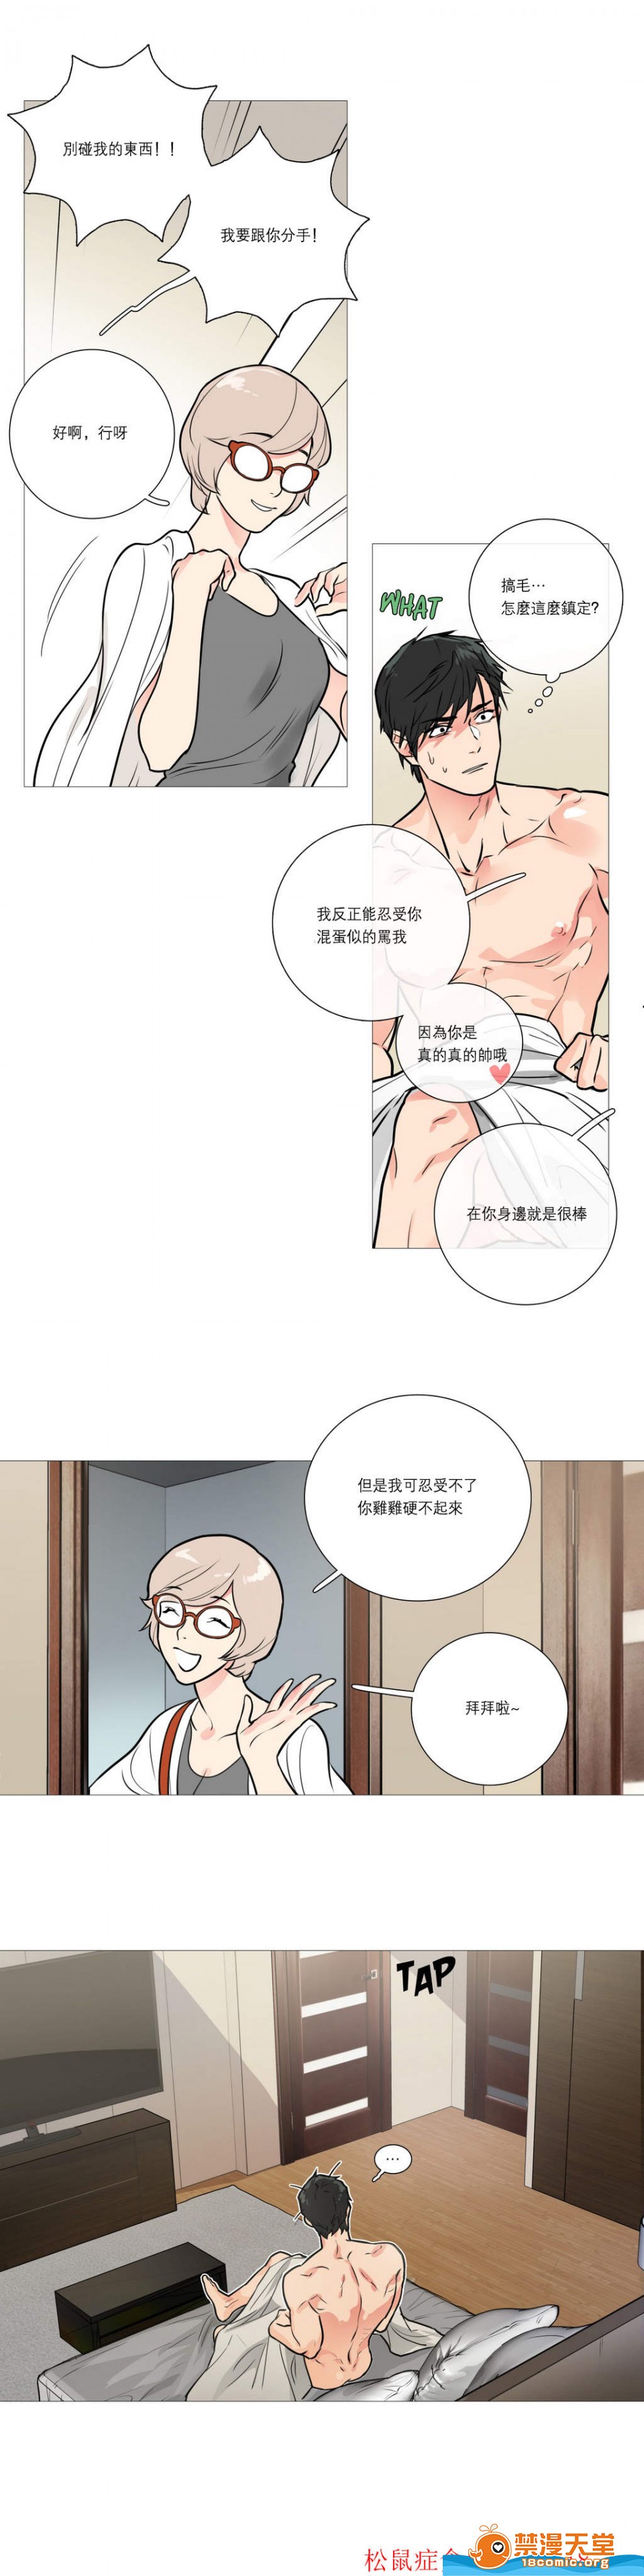 別碰我的東西！！
我要跟你分手！
好啊，行呀
WHAT
搞毛⋯
怎麼這麼鎮定？
我反正能忍受你
混蛋似的罵我
因為你是
真的真的帥哦
在你身邊就是很棒
但是我可忍受不了
你雞雞硬不起來
拜拜啦~
TAP
⋯
松鼠症
禁漫天堂
18comic.org